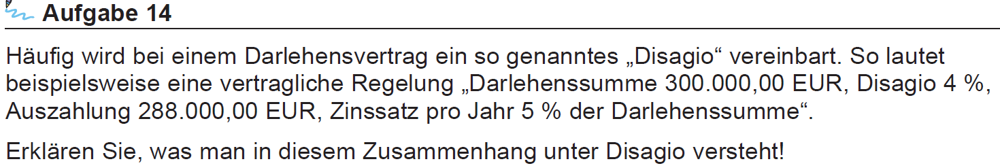 Aufgabe 14
Häufig wird bei einem Darlehensvertrag ein so genanntes „Disagio“ vereinbart. So lautet
beispielsweise eine vertragliche Regelung „Darlehenssumme 300.000,00 EUR, Disagio 4 %,
Auszahlung 288.000,00 EUR, Zinssatz pro Jahr 5 % der Darlehenssumme“.
Erklären Sie, was man in diesem Zusammenhang unter Disagio versteht!